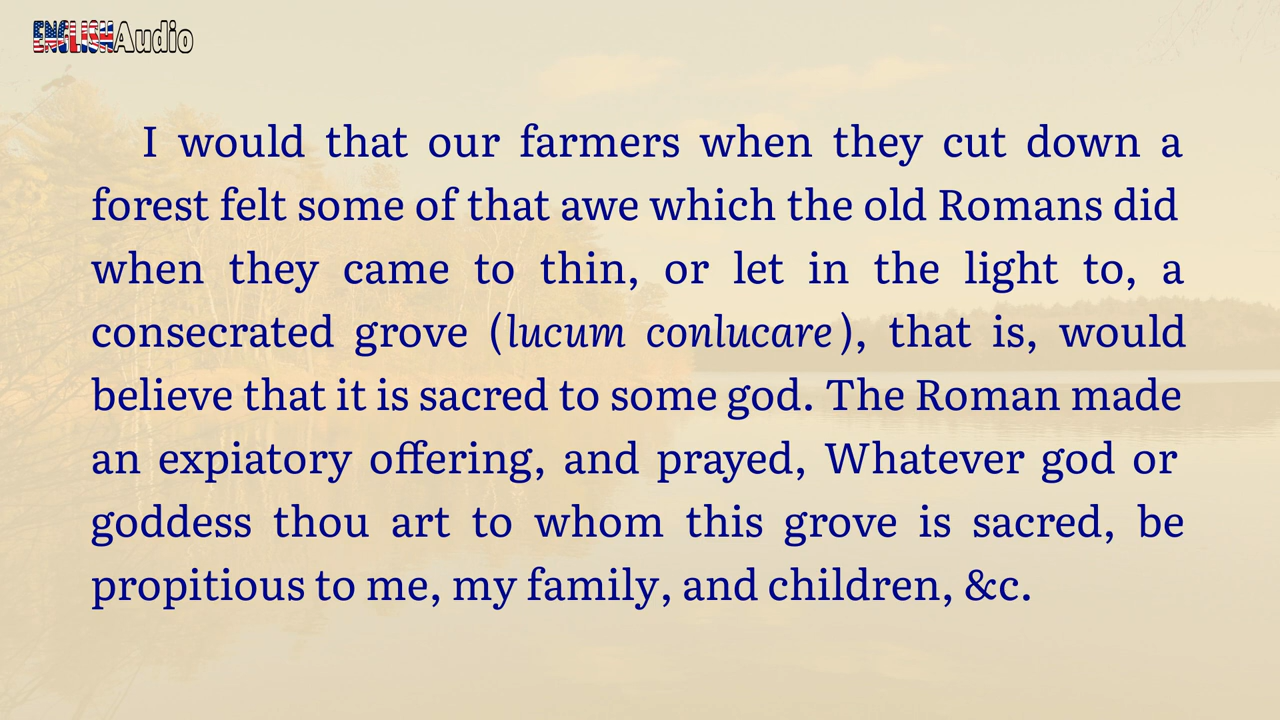 ENGLISHAudio
I would that our farmers when they cut down a
forest felt some of that awe which the old Romans did
when they came to thin, or let in the light to, a
consecrated grove (lucum conlucare), that is, would
believe that it is sacred to some god. The Roman made
an expiatory offering, and prayed, Whatever god or
goddess thou art to whom this grove is sacred, be
propitious to me, my family, and children, &c.